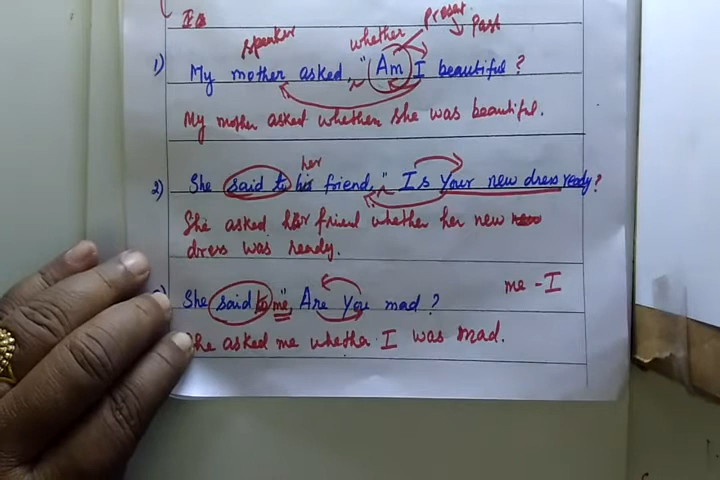 speaker whether present
Past
1) My mother asked, " Am I beautiful ?
My mother asked whether she was beautiful.
her
2) She said to his friend, " Is your new dress ready ?
She asked her friend whether her new
dress was ready.
me - I
She said to me, " Are you mad ?
She asked me whether I was mad.